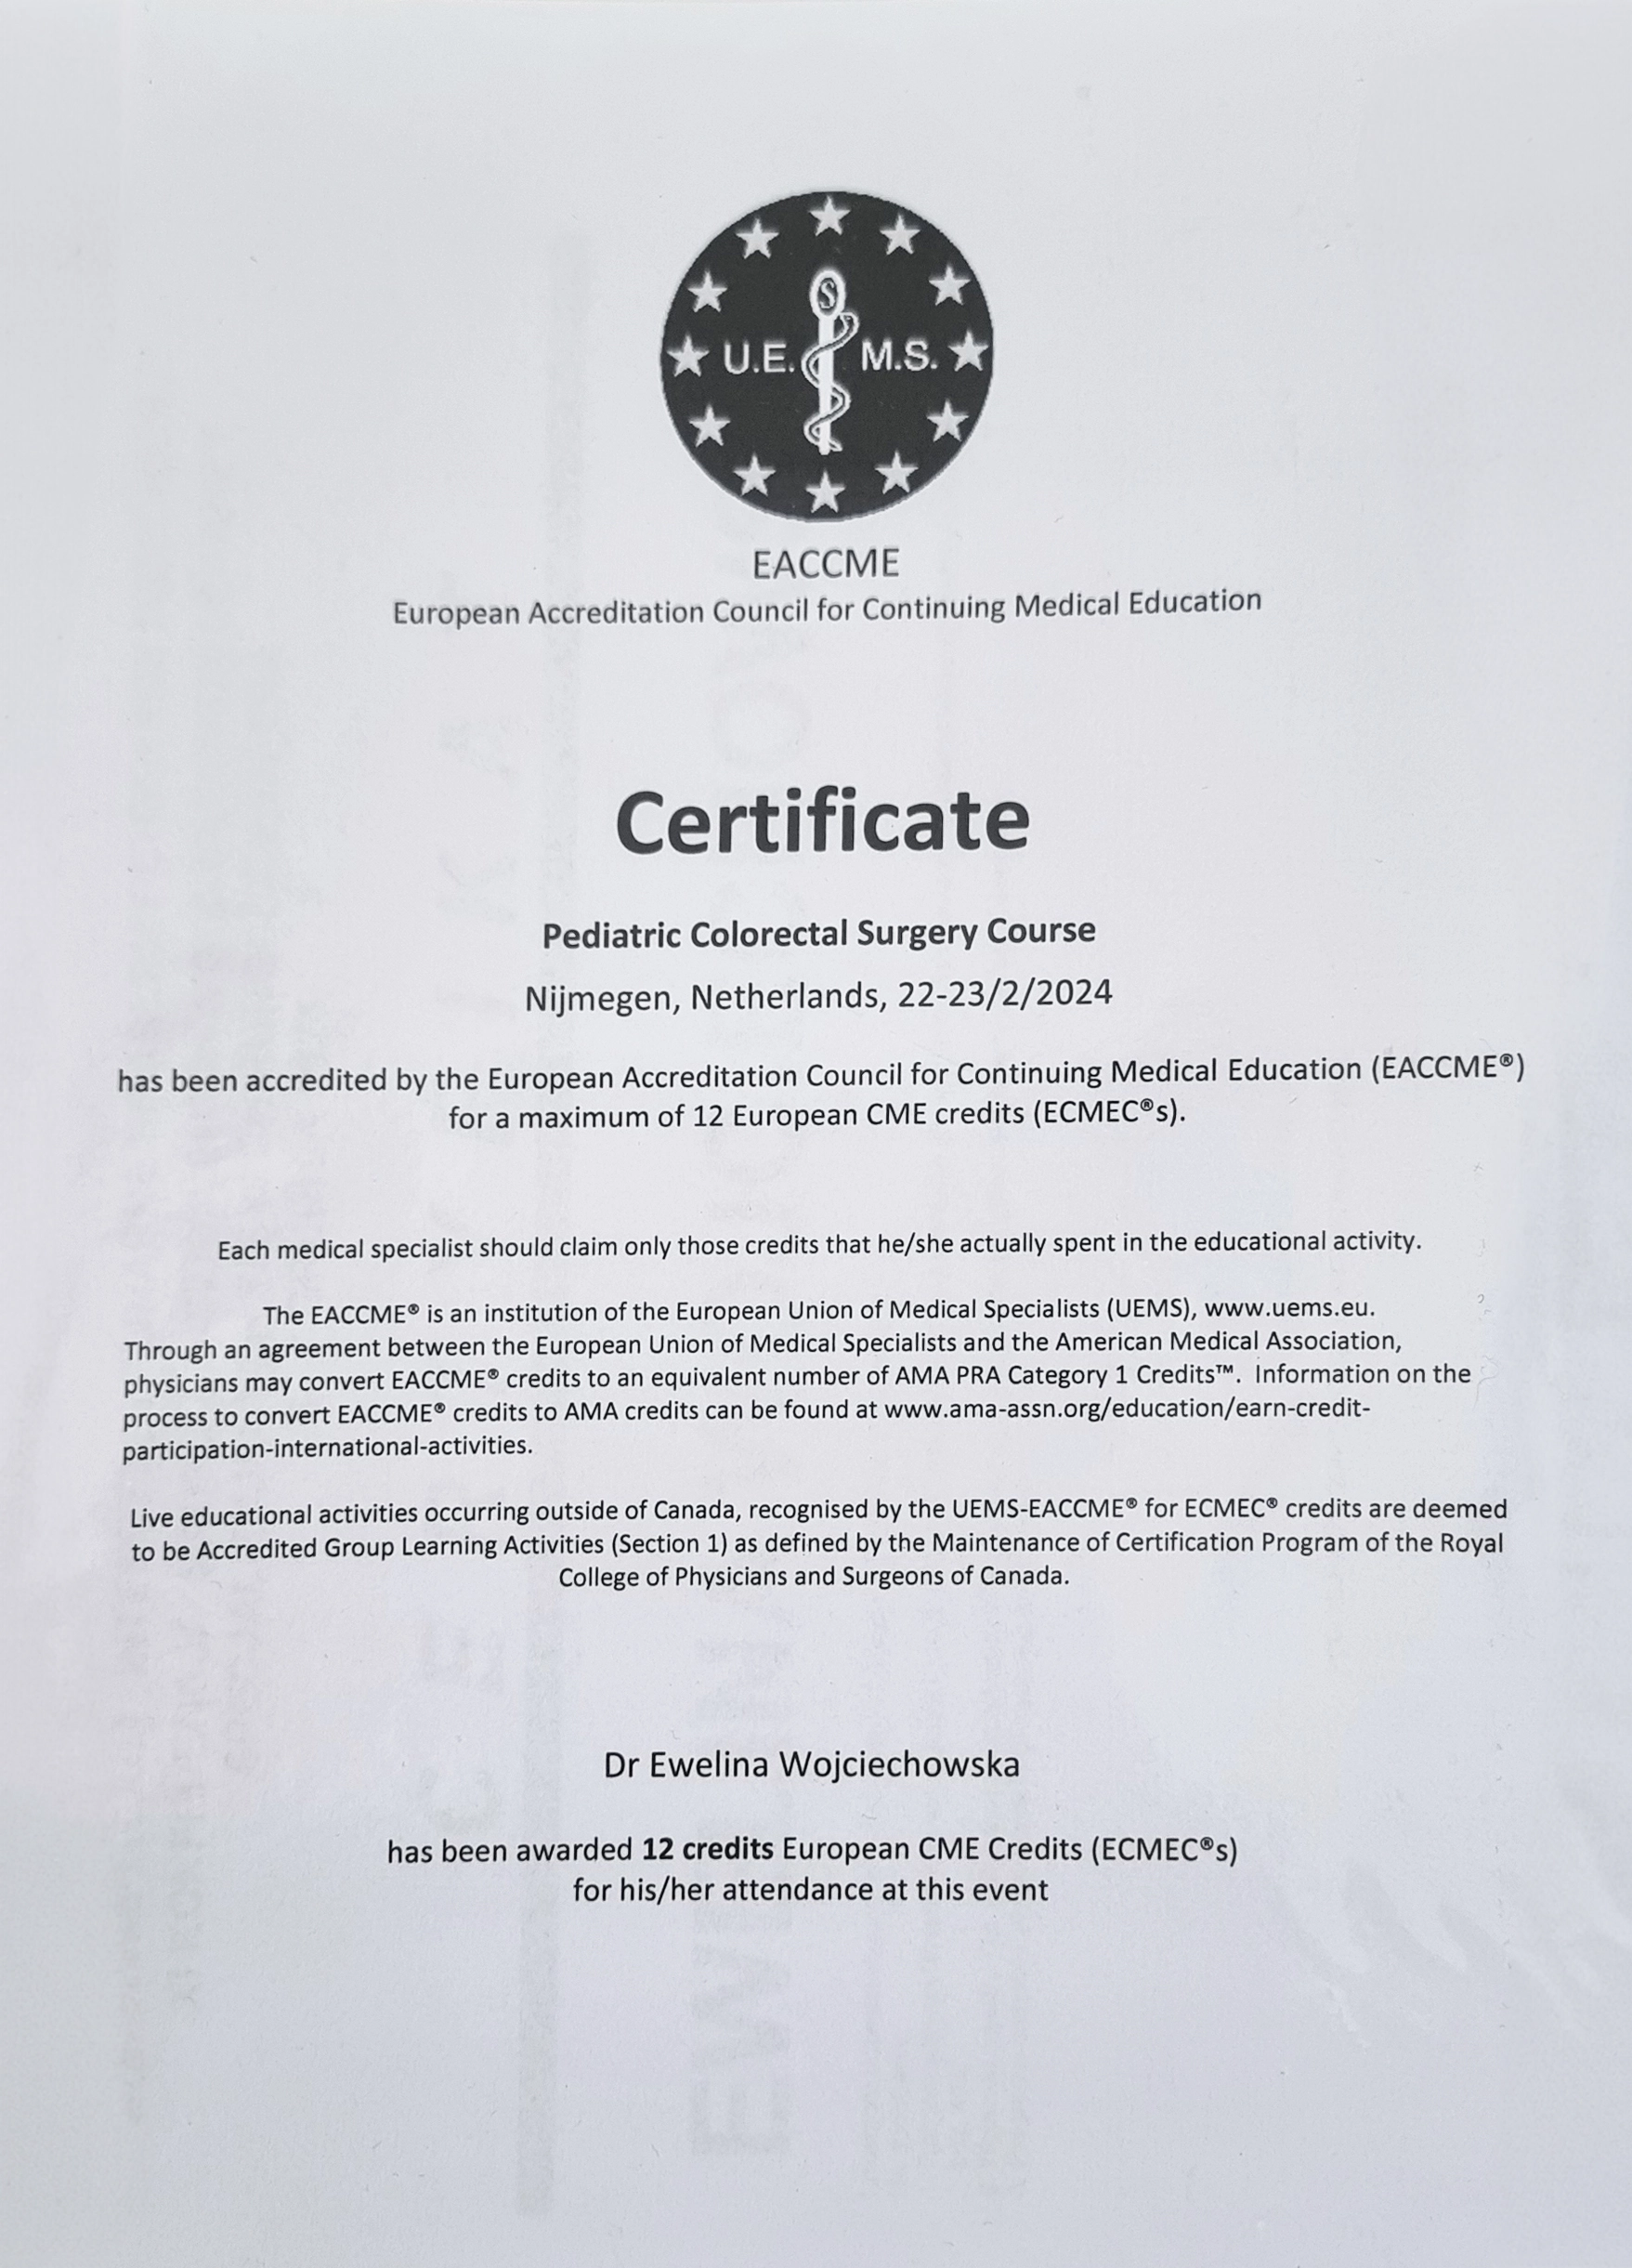 S
U.E. M.S.
EACCME
European Accreditation Council for Continuing Medical Education
Certificate
Pediatric Colorectal Surgery Course
Nijmegen, Netherlands, 22-23/2/2024
has been accredited by the European Accreditation Council for Continuing Medical Education (EACCME®)
for a maximum of 12 European CME credits (ECMEC®s).
Each medical specialist should claim only those credits that he/she actually spent in the educational activity.
The EACCME® is an institution of the European Union of Medical Specialists (UEMS), www.uems.eu.
Through an agreement between the European Union of Medical Specialists and the American Medical Association,
physicians may convert EACCME® credits to an equivalent number of AMA PRA Category 1 Credits™. Information on the
process to convert EACCME® credits to AMA credits can be found at www.ama-assn.org/education/earn-credit-
participation-international-activities.
Live educational activities occurring outside of Canada, recognised by the UEMS-EACCME® for ECMEC® credits are deemed
to be Accredited Group Learning Activities (Section 1) as defined by the Maintenance of Certification Program of the Royal
College of Physicians and Surgeons of Canada.
Dr Ewelina Wojciechowska
has been awarded 12 credits European CME Credits (ECMEC®s)
for his/her attendance at this event